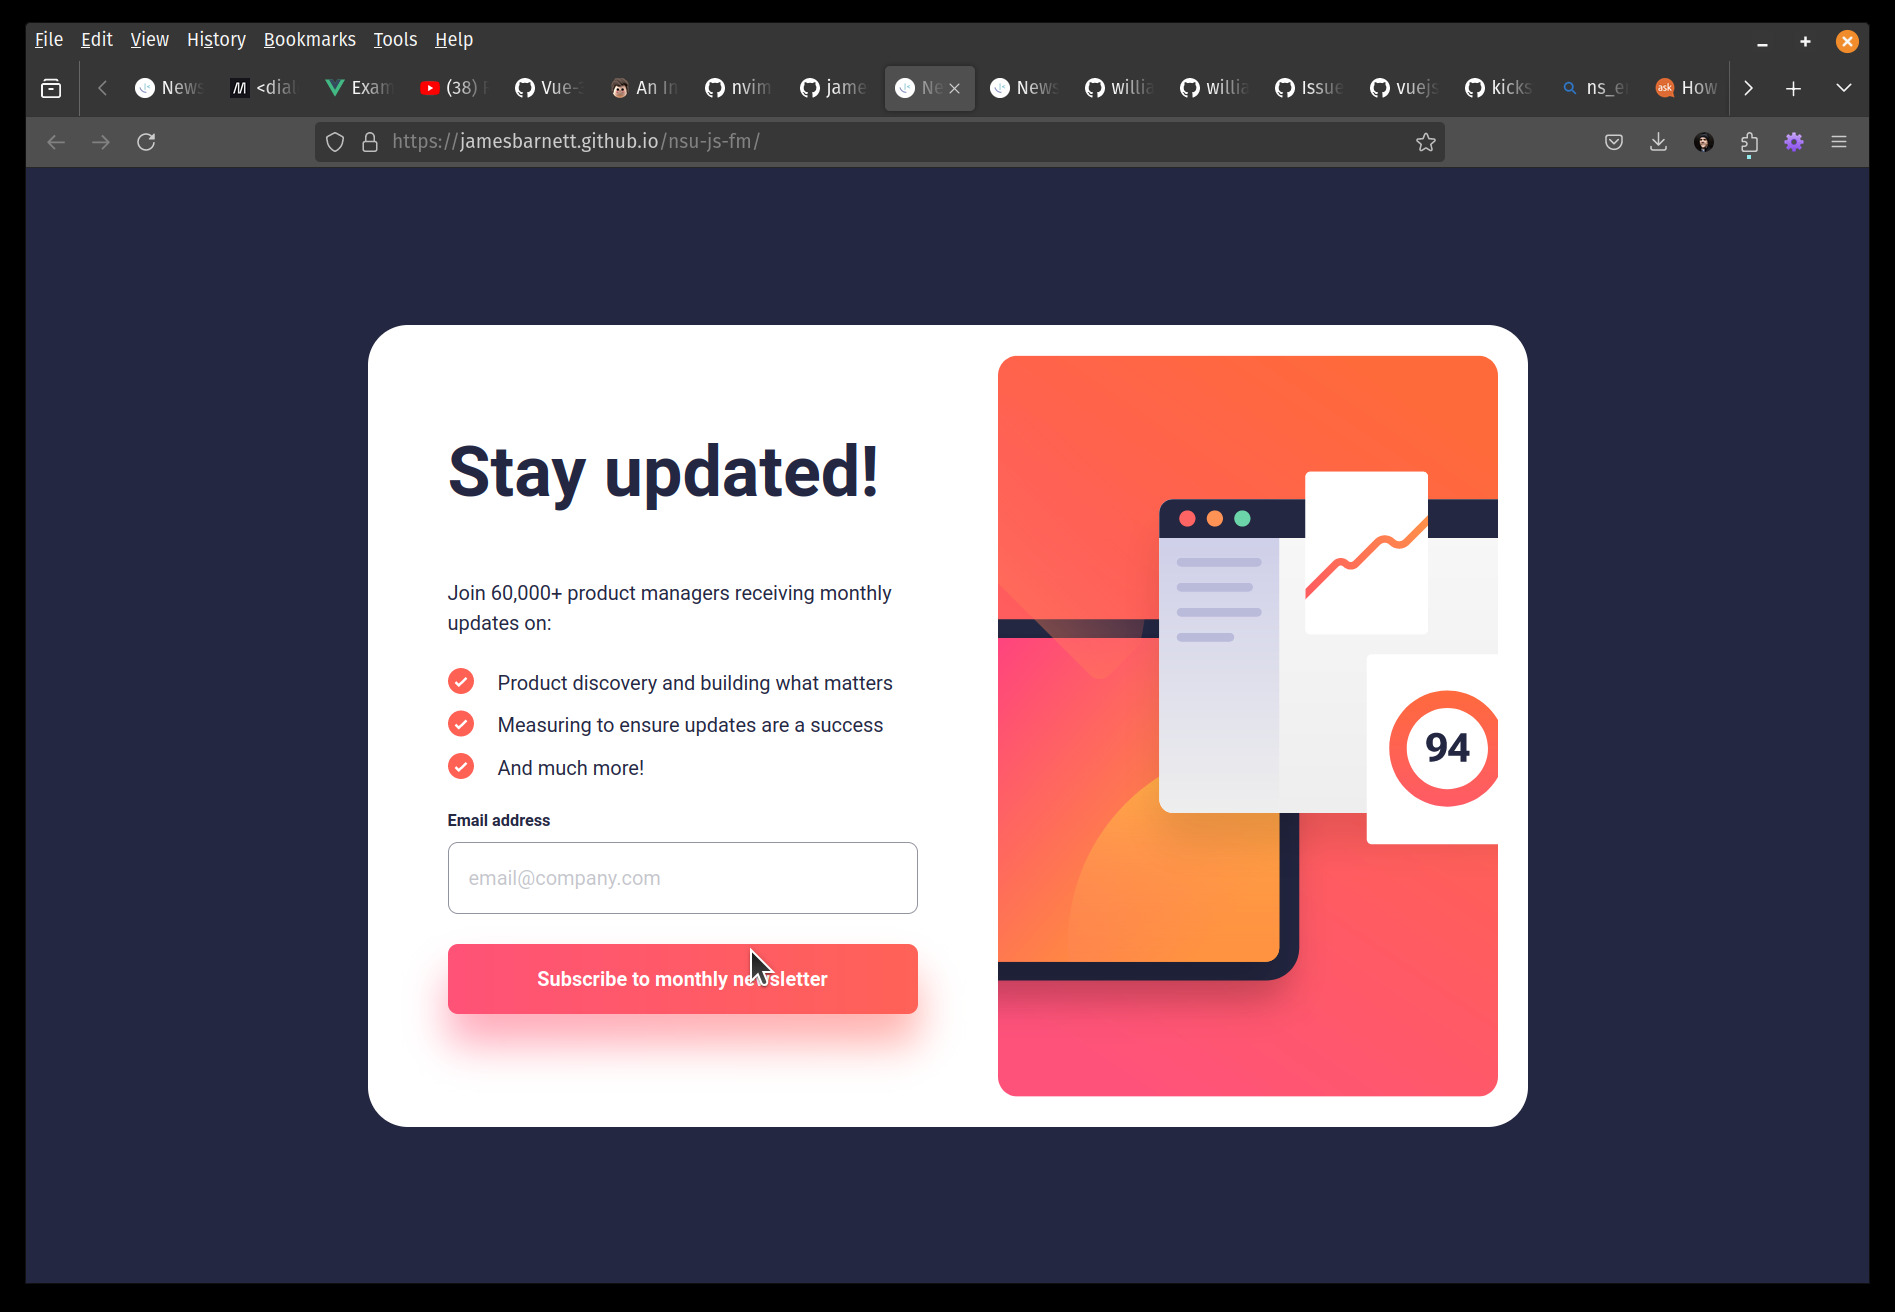 File Edit View History Bookmarks Tools Help
News <dial Exam (38) Vue- An In nvim jame Ne News willia willia Issue vuejs kicks ns_e How
https://jamesbarnett.github.io/nsu-js-fm/
Stay updated!
Join 60,000+ product managers receiving monthly
updates on:
Product discovery and building what matters
Measuring to ensure updates are a success
And much more!
Email address
email@company.com
Subscribe to monthly newsletter
94